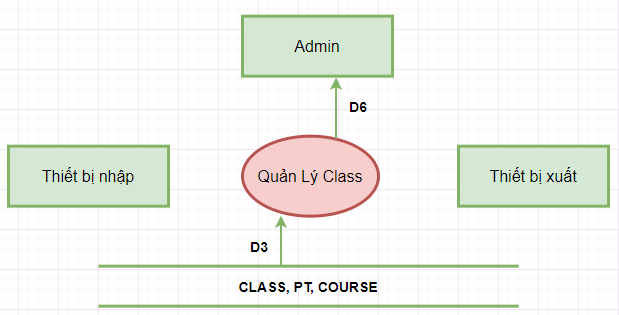 Admin
D6
Thiết bị nhập
Quản Lý Class
Thiết bị xuất
D3
CLASS, PT, COURSE